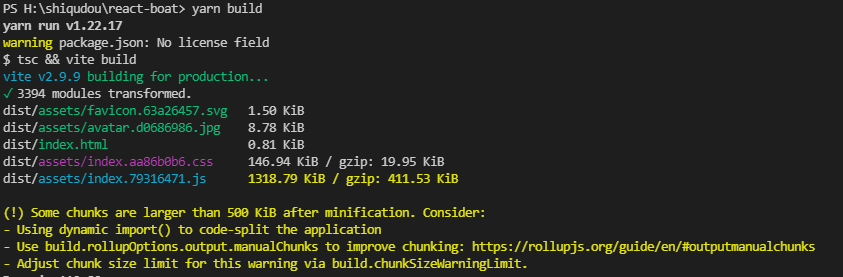 PS H:\shiqudou\react-boat> yarn build
yarn run v1.22.17
warning package.json: No license field
$ tsc && vite build
vite v2.9.9 building for production...
✓ 3394 modules transformed.
dist/assets/favicon.63a26457.svg 1.50 KiB
dist/assets/avatar.d0686986.jpg 8.78 KiB
dist/index.html 0.81 KiB
dist/assets/index.aa86b0b6.css 146.94 KiB / gzip: 19.95 KiB
dist/assets/index.79316471.js 1318.79 KiB / gzip: 411.53 KiB
(!) Some chunks are larger than 500 KiB after minification. Consider:
- Using dynamic import() to code-split the application
- Use build.rollupOptions.output.manualChunks to improve chunking: https://rollupjs.org/guide/en/#outputmanualchunks
- Adjust chunk size limit for this warning via build.chunkSizeWarningLimit.